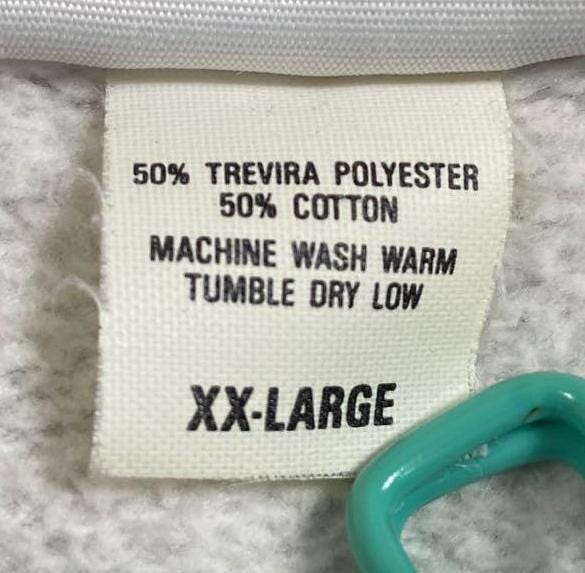 50% TREVIRA POLYESTER
50% COTTON
MACHINE WASH WARM
TUMBLE DRY LOW
XX-LARGE